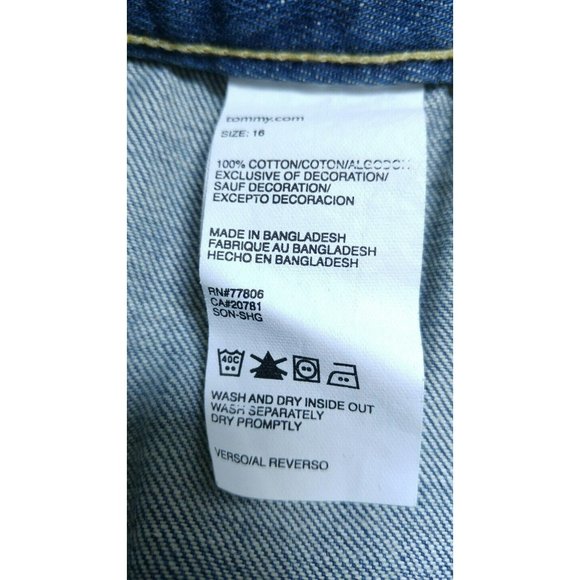 tommy.com
SIZE: 16
100% COTTON/COTON/ALGODON
EXCLUSIVE OF DECORATION/
SAUF DECORATION/
EXCEPTO DECORACION
MADE IN BANGLADESH
FABRIQUE AU BANGLADESH
HECHO EN BANGLADESH
RN#77806
CA#20781
SON-SHG
40C
WASH AND DRY INSIDE OUT
WASH SEPARATELY
DRY PROMPTLY
VERSO/AL REVERSO